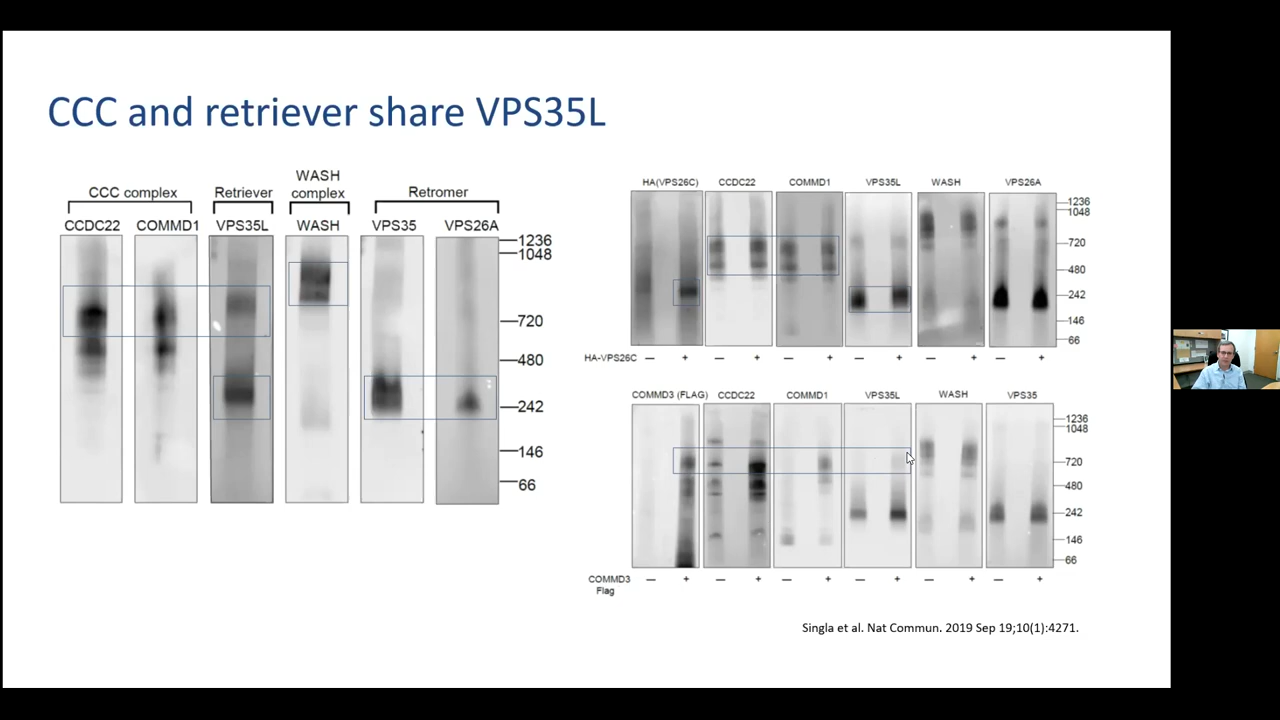 CCC and retriever share VPS35L
CCC complex
Retriever
WASH
complex
Retromer
CCDC22 COMMD1 VPS35L WASH VPS35 VPS26A
1236
1048
720
480
242
146
66
HA(VPS26C) CCDC22 COMMD1 VPS35L WASH VPS26A
1236
1048
720
480
242
146
66
HA-VPS26C — + — + — + — + — + — +
COMMD3 (FLAG) CCDC22 COMMD1 VPS35L WASH VPS35
1236
1048
720
480
242
146
66
COMMD3 — + — + — + — + — + — +
Flag
Singla et al. Nat Commun. 2019 Sep 19;10(1):4271.